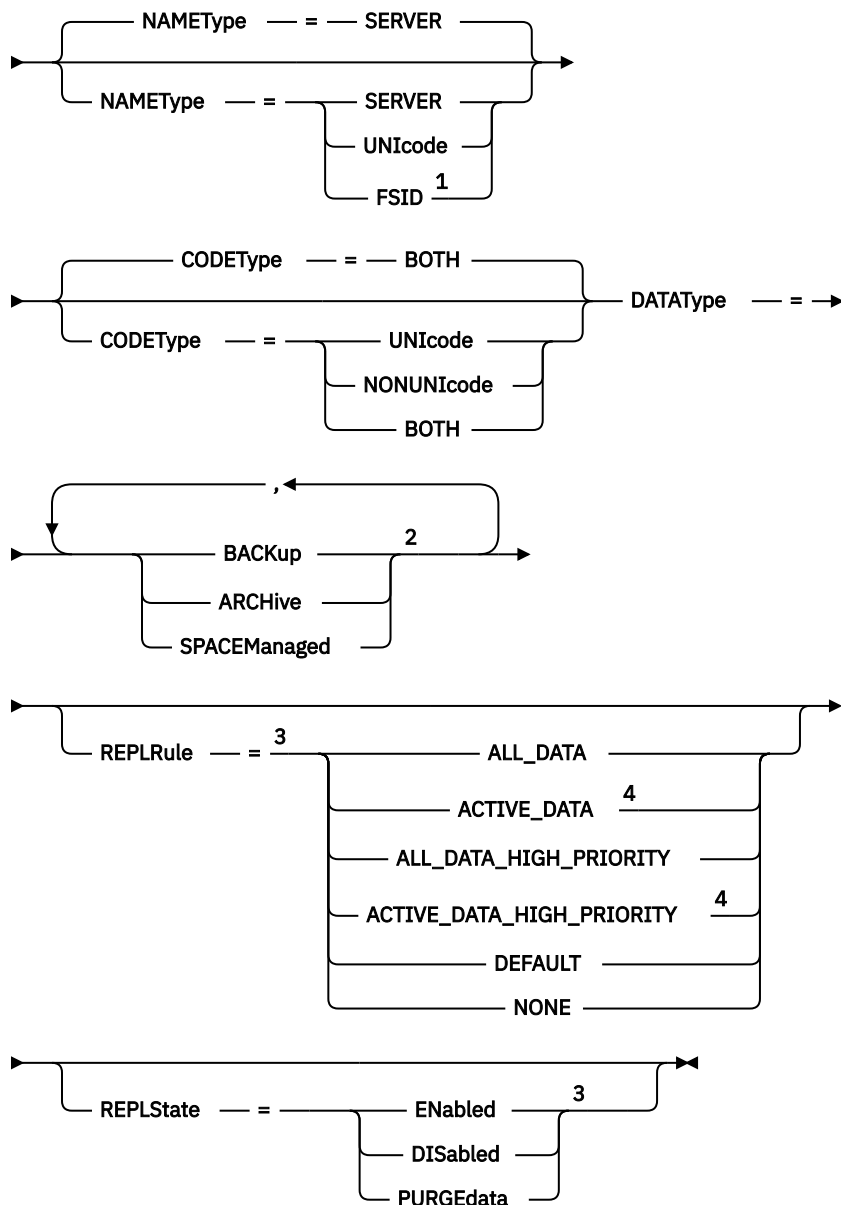 NAMEType = SERVER
NAMEType = SERVER
UNIcode
FSID 1
CODEType = BOTH
DATAType =
CODEType = UNIcode
NONUNIcode
BOTH
,
BACKup 2
ARCHive
SPACEManaged
REPLRule = 3 ALL_DATA
ACTIVE_DATA 4
ALL_DATA_HIGH_PRIORITY
ACTIVE_DATA_HIGH_PRIORITY 4
DEFAULT
NONE
REPLState = ENabled 3
DISabled
PURGEdata